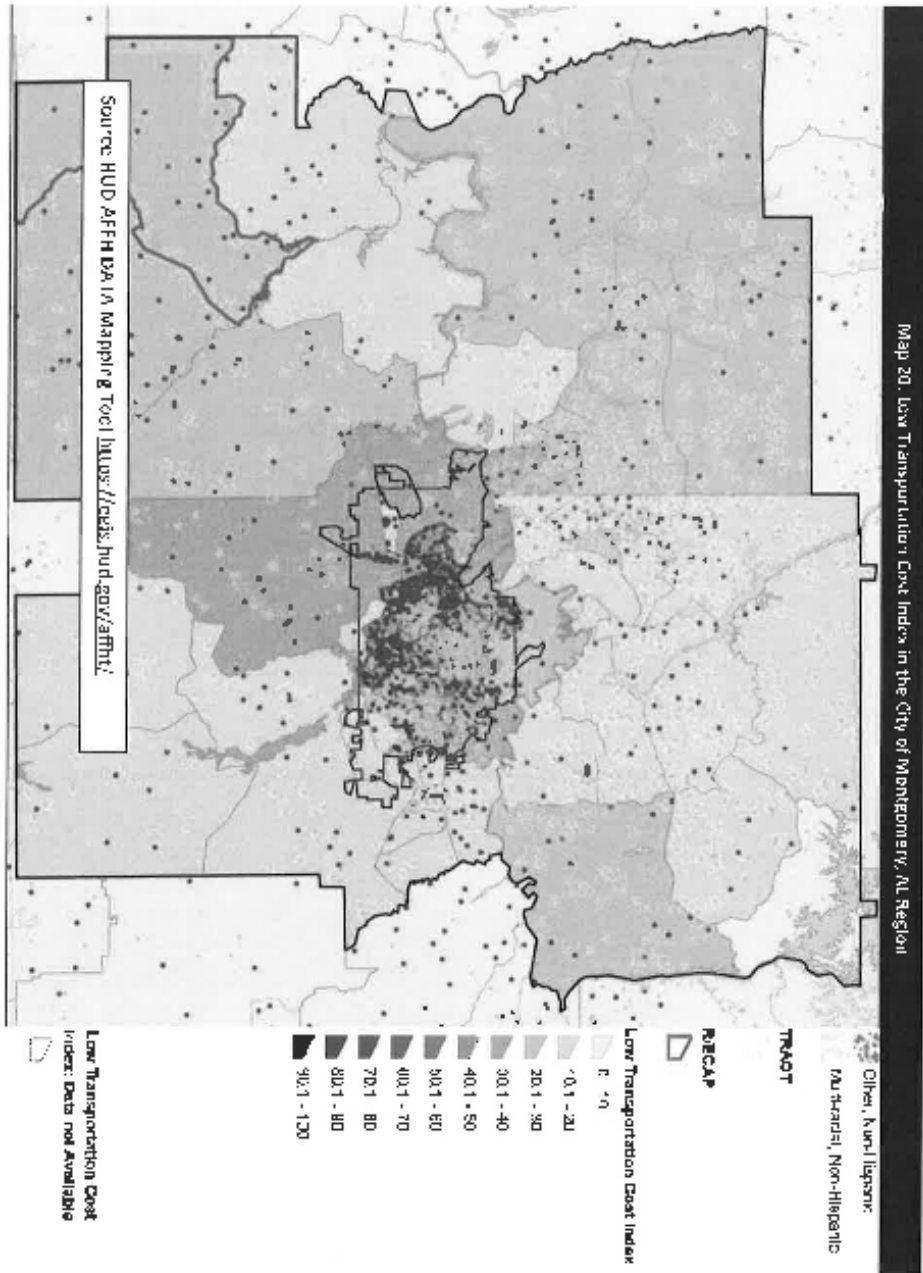 Map 20. Low Transportation Cost Index in the City of Montgomery, AL Region
Other, Non-Hispanic
Multi-racial, Non-Hispanic
TRACT
R/ECAP
Low Transportation Cost Index
0 - 10
10.1 - 20
20.1 - 30
30.1 - 40
40.1 - 50
50.1 - 60
60.1 - 70
70.1 - 80
80.1 - 90
90.1 - 100
Low Transportation Cost
Index: Data not Available
Source HUD AFFH DATA Mapping Tool https://egis.hud.gov/affht/